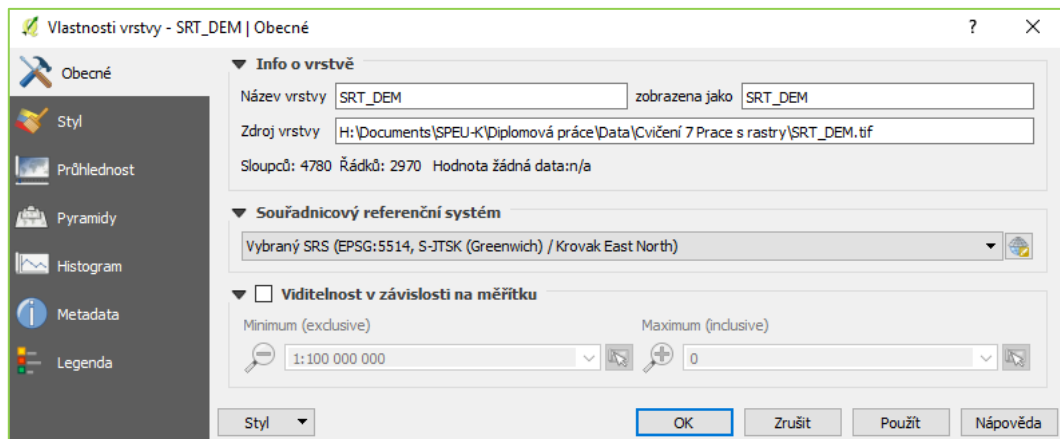 Vlastnosti vrstvy - SRT_DEM | Obecné
?
Obecné
Styl
Průhlednost
Pyramidy
Histogram
Metadata
Legenda
Info o vrstvě
Název vrstvy SRT_DEM zobrazena jako SRT_DEM
Zdroj vrstvy H:\Documents\SPEU-K\Diplomová práce\Data\Cvičení 7 Prace s rastry\SRT_DEM.tif
Sloupců: 4780 Řádků: 2970 Hodnota žádná data:n/a
Souřadnicový referenční systém
Vybraný SRS (EPSG:5514, S-JTSK (Greenwich) / Krovak East North)
Viditelnost v závislosti na měřítku
Minimum (exclusive) Maximum (inclusive)
1:100 000 000 0
Styl OK Zrušit Použít Nápověda